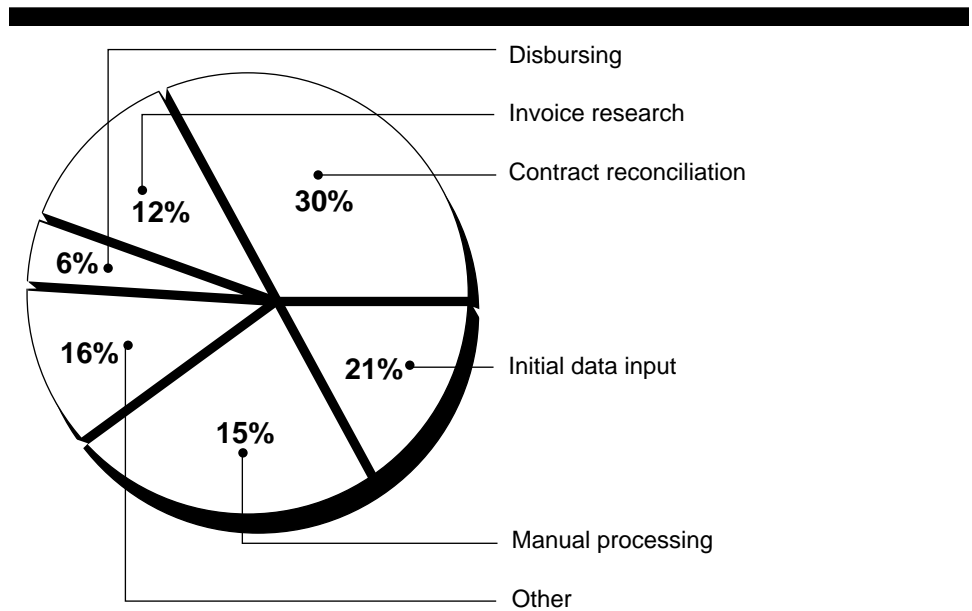 Disbursing
Invoice research
Contract reconciliation
30%
12%
6%
16%
21%
Initial data input
15%
Manual processing
Other